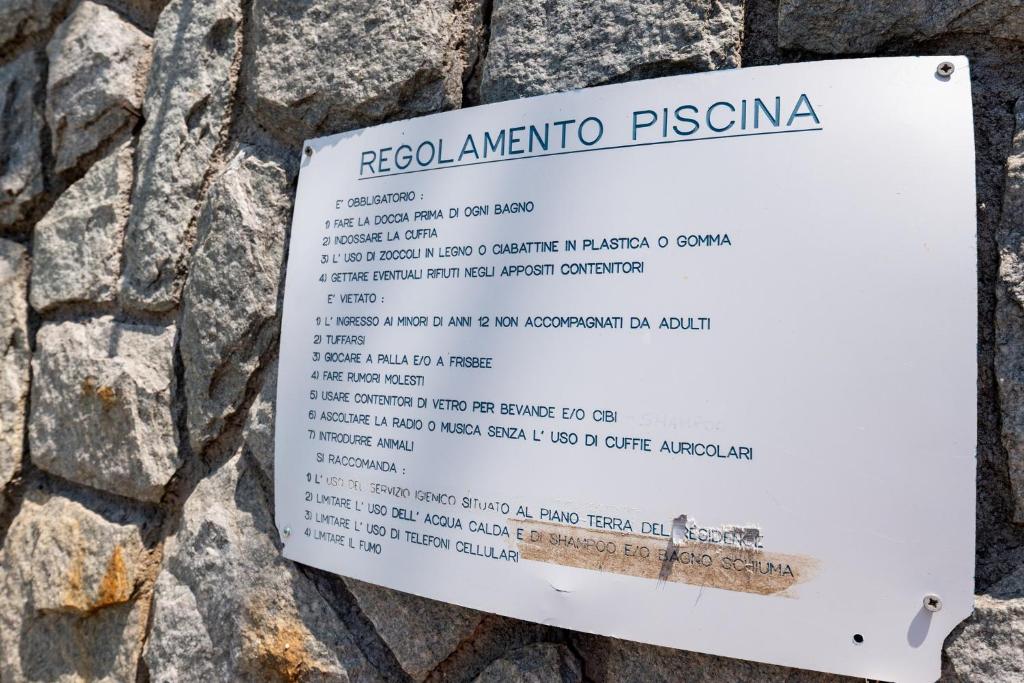 REGOLAMENTO PISCINA
E' OBBLIGATORIO :
1) FARE LA DOCCIA PRIMA DI OGNI BAGNO
2) INDOSSARE LA CUFFIA
3) L' USO DI ZOCCOLI IN LEGNO O CIABATTINE IN PLASTICA O GOMMA
4) GETTARE EVENTUALI RIFIUTI NEGLI APPOSITI CONTENITORI
E' VIETATO :
1) L' INGRESSO AI MINORI DI ANNI 12 NON ACCOMPAGNATI DA ADULTI
2) TUFFARSI
3) GIOCARE A PALLA E/O A FRISBEE
4) FARE RUMORI MOLESTI
5) USARE CONTENITORI DI VETRO PER BEVANDE E/O CIBI SHAMPOO
6) ASCOLTARE LA RADIO O MUSICA SENZA L' USO DI CUFFIE AURICOLARI
7) INTRODURRE ANIMALI
SI RACCOMANDA :
1) L' USO DEL SERVIZIO IGIENICO SITUATO AL PIANO TERRA DEL RESIDENCE
2) LIMITARE L' USO DELL' ACQUA CALDA E DI SHAMPOO E/O BAGNO SCHIUMA
3) LIMITARE L' USO DI TELEFONI CELLULARI
4) LIMITARE IL FUMO